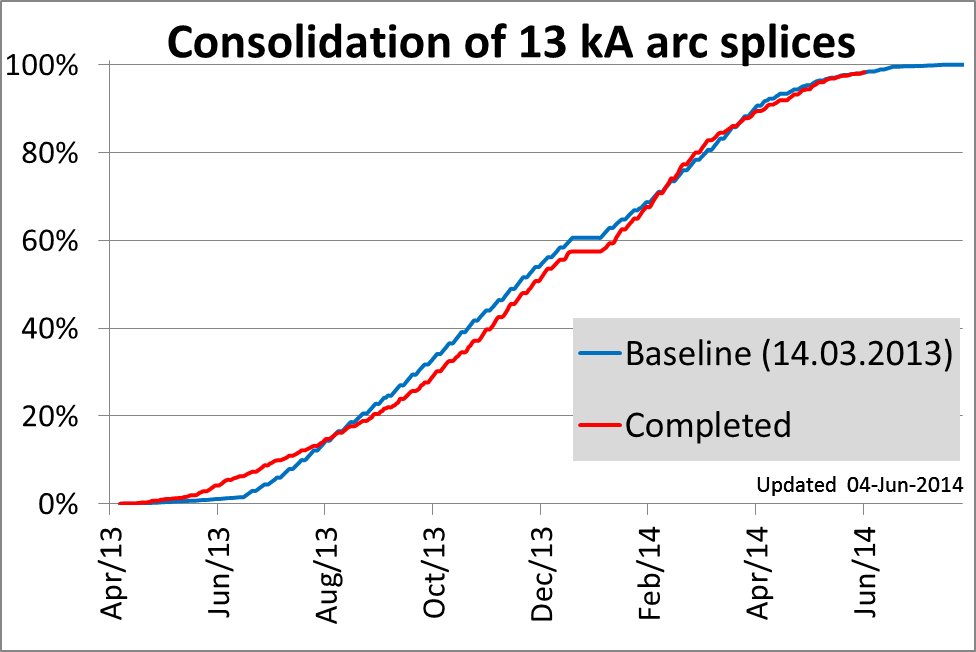 Consolidation of 13 kA arc splices
100%
80%
60%
40%
20%
0%
Baseline (14.03.2013)
Completed
Updated 04-Jun-2014
Apr/13
Jun/13
Aug/13
Oct/13
Dec/13
Feb/14
Apr/14
Jun/14